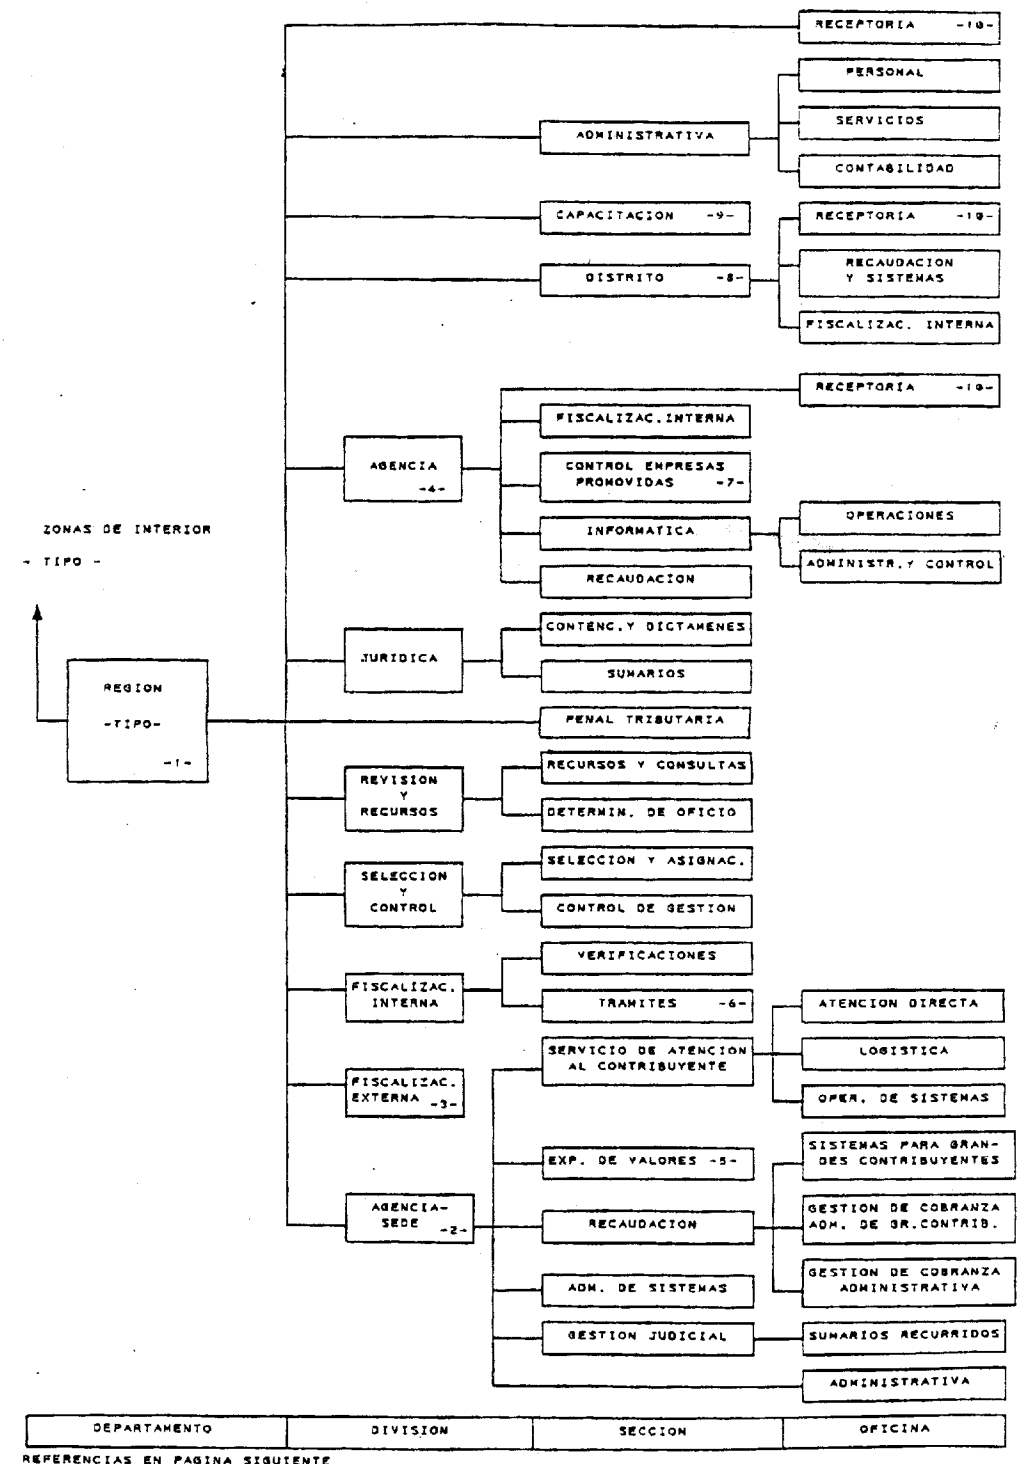 RECEPTORIA -10-
PERSONAL
SERVICIOS
ADMINISTRATIVA
CONTABILIDAD
CAPACITACION -9-
RECEPTORIA -10-
RECAUDACION
Y SISTEMAS
DISTRITO -8-
FISCALIZAC. INTERNA
RECEPTORIA -10-
FISCALIZAC.INTERNA
AGENCIA
-4-
CONTROL EMPRESAS
PROMOVIDAS -7-
OPERACIONES
INFORMATICA
ADMINISTR.Y CONTROL
RECAUDACION
ZONAS DE INTERIOR
- TIPO -
CONTENC.Y DICTAMENES
JURIDICA
SUMARIOS
REGION
-TIPO-
-1-
PENAL TRIBUTARIA
REVISION
Y
RECURSOS
RECURSOS Y CONSULTAS
DETERMIN. DE OFICIO
SELECCION
Y
CONTROL
SELECCION Y ASIGNAC.
CONTROL DE GESTION
VERIFICACIONES
FISCALIZAC.
INTERNA
TRAMITES -6-
ATENCION DIRECTA
SERVICIO DE ATENCION
AL CONTRIBUYENTE
LOGISTICA
FISCALIZAC.
EXTERNA -3-
OPER. DE SISTEMAS
SISTEMAS PARA GRAN-
DES CONTRIBUYENTES
EXP. DE VALORES -5-
AGENCIA-
SEDE
-2-
RECAUDACION
GESTION DE COBRANZA
ADM. DE GR.CONTRIB.
GESTION DE COBRANZA
ADMINISTRATIVA
ADM. DE SISTEMAS
GESTION JUDICIAL
SUMARIOS RECURRIDOS
ADMINISTRATIVA
DEPARTAMENTO DIVISION SECCION OFICINA
REFERENCIAS EN PAGINA SIGUIENTE